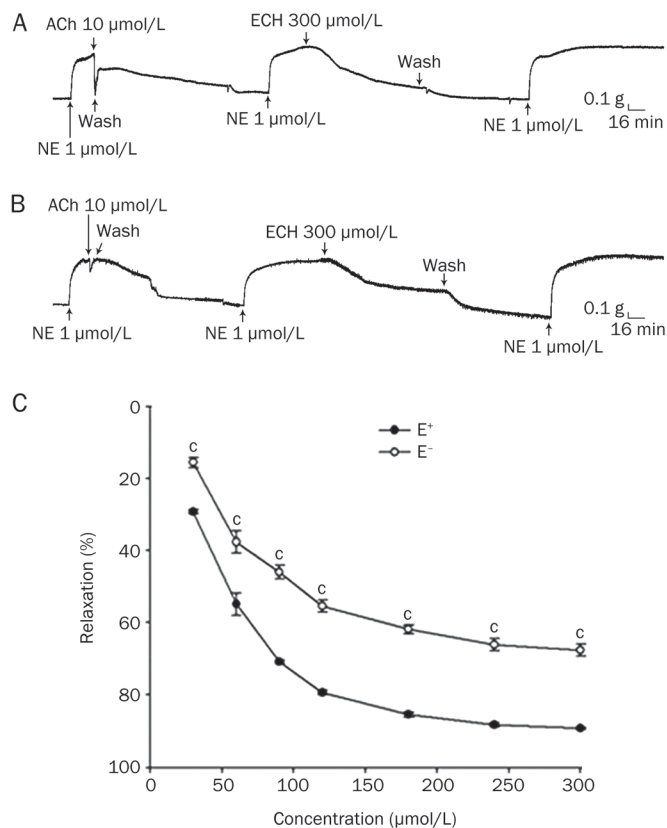 A
ACh 10 µmol/L
ECH 300 µmol/L
Wash
Wash
NE 1 µmol/L
NE 1 µmol/L
NE 1 µmol/L
0.1 g
16 min
B
ACh 10 µmol/L
Wash
ECH 300 µmol/L
Wash
NE 1 µmol/L
NE 1 µmol/L
NE 1 µmol/L
0.1 g
16 min
C
0
20
40
60
80
100
Relaxation (%)
E⁺
E⁻
c
c
c
c
c
c
c
0 50 100 150 200 250 300
Concentration (µmol/L)